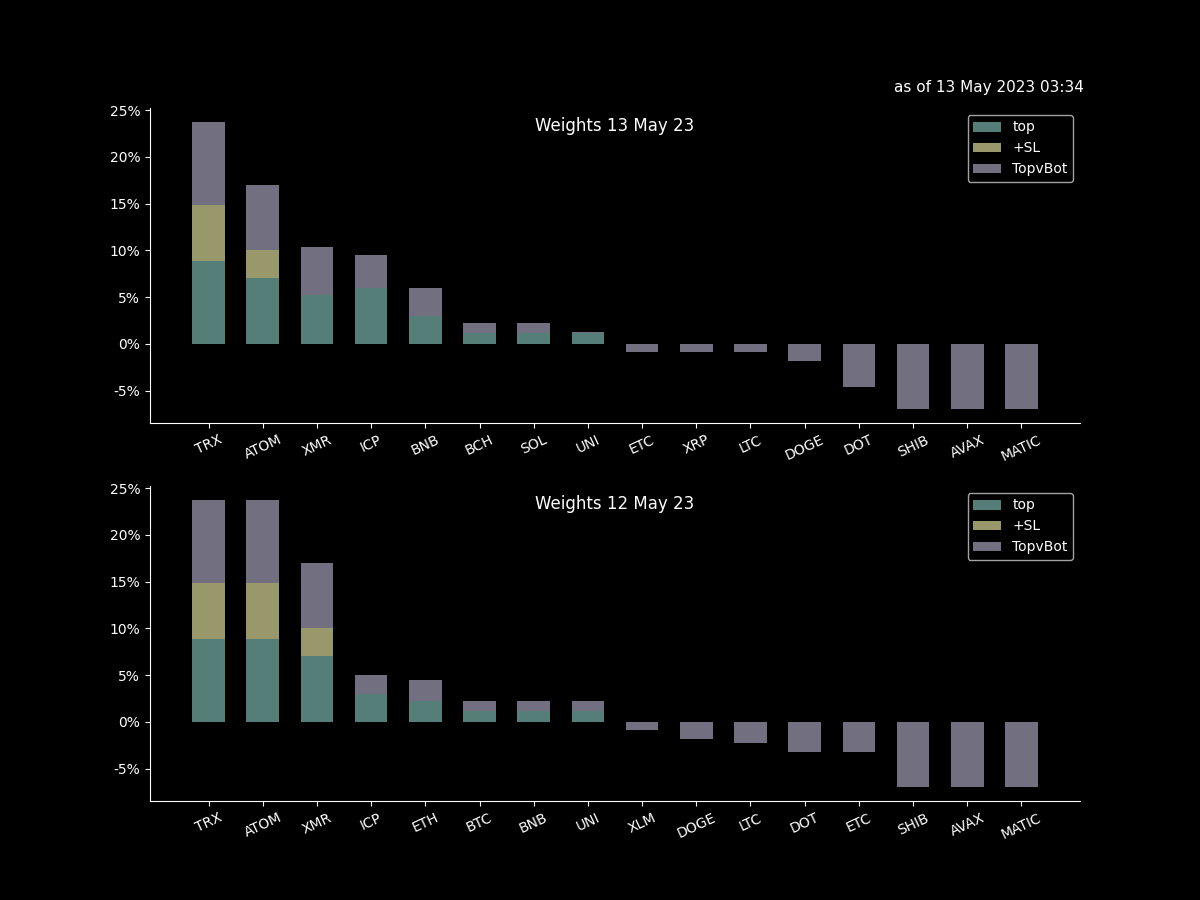 as of 13 May 2023 03:34
Weights 13 May 23
25%
20%
15%
10%
5%
0%
-5%
top
+SL
TopvBot
TRX ATOM XMR ICP BNB BCH SOL UNI ETC XRP LTC DOGE DOT SHIB AVAX MATIC
Weights 12 May 23
25%
20%
15%
10%
5%
0%
-5%
top
+SL
TopvBot
TRX ATOM XMR ICP ETH BTC BNB UNI XLM DOGE LTC DOT ETC SHIB AVAX MATIC